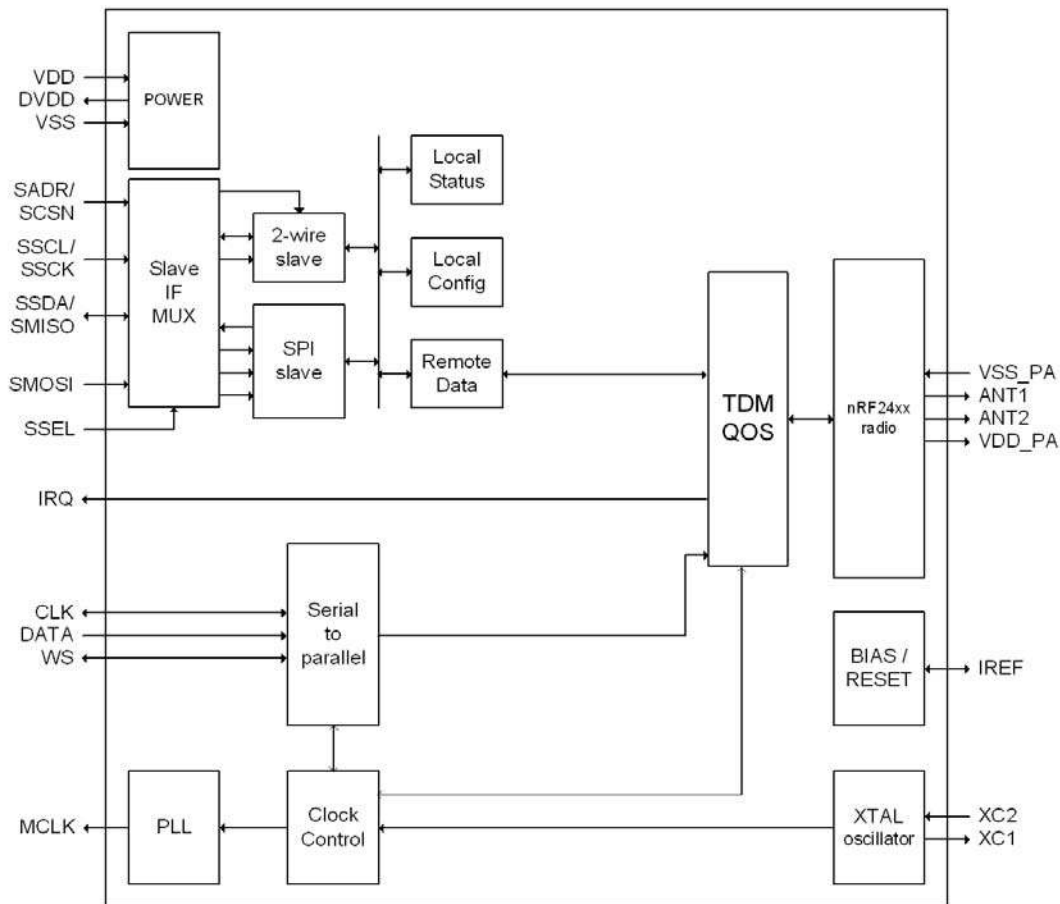 POWER
VDD
DVDD
VSS
SADR/
SCSN
SSCL/
SSCK
SSDA/
SMISO
SMOSI
SSEL
Slave
IF
MUX
2-wire
slave
SPI
slave
Local
Status
Local
Config
Remote
Data
TDM
QOS
nRF24xx
radio
VSS_PA
ANT1
ANT2
VDD_PA
IRQ
CLK
DATA
WS
Serial
to
parallel
BIAS /
RESET
IREF
MCLK
PLL
Clock
Control
XTAL
oscillator
XC2
XC1